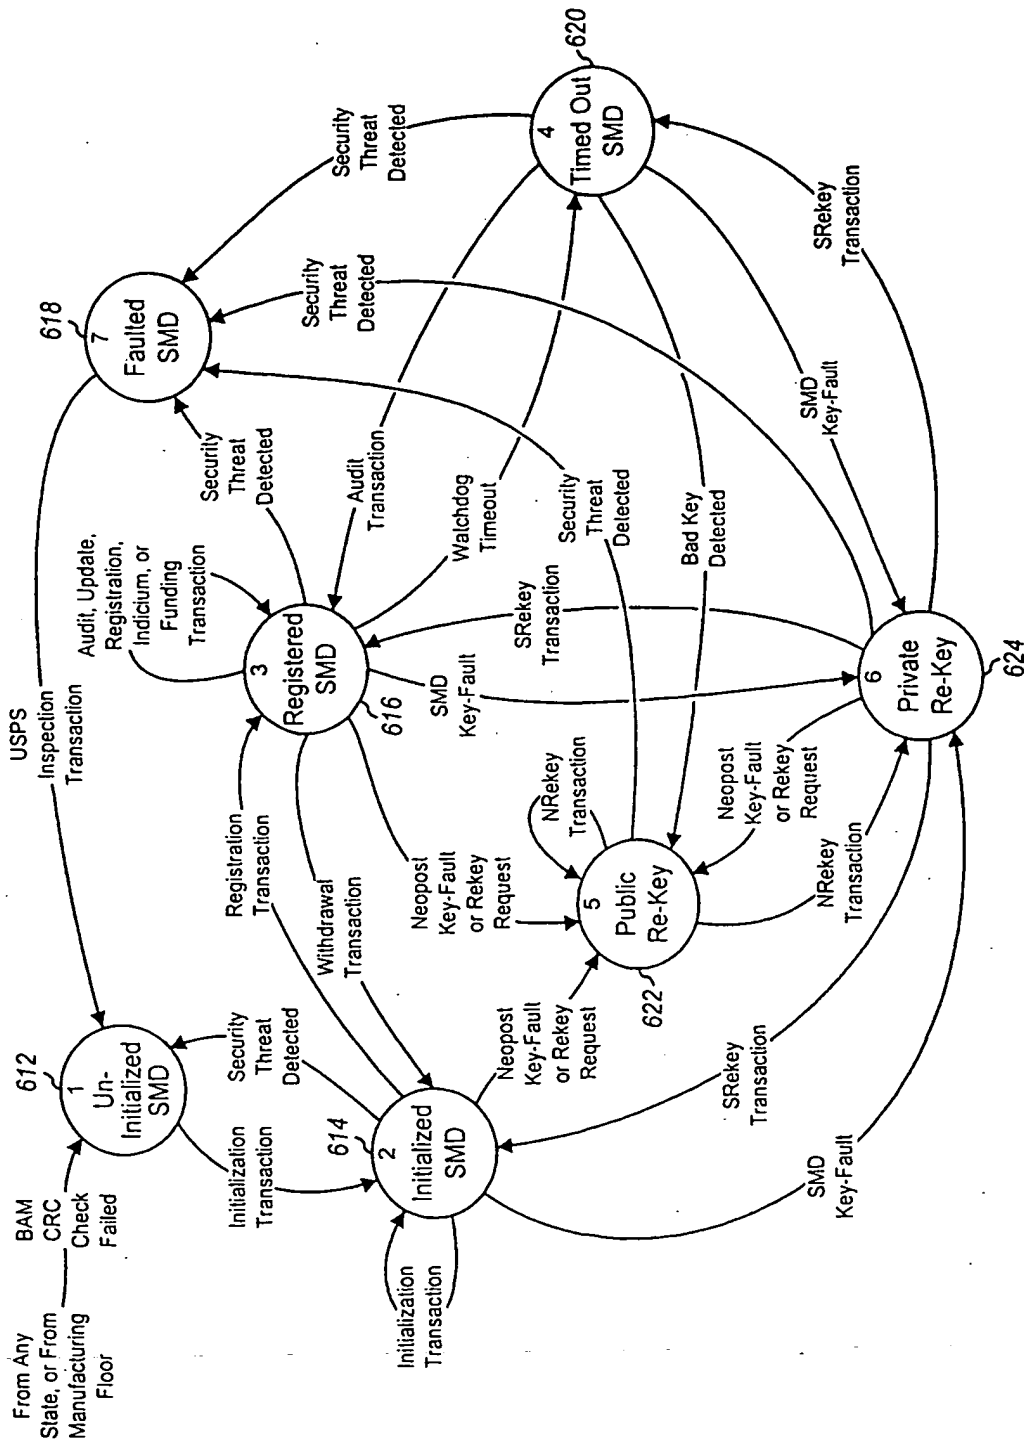 From Any
State, or From
Manufacturing
Floor
BAM
CRC
Check
Failed
612
1
Un-
Initialized
SMD
USPS
Inspection
Transaction
618
7
Faulted
SMD
Initialization
Transaction
Security
Threat
Detected
614
2
Initialized
SMD
Initialization
Transaction
Registration
Transaction
Withdrawal
Transaction
Audit, Update,
Registration,
Indicium, or
Funding
Transaction
3
Registered
SMD
616
Security
Threat
Detected
Audit
Transaction
Watchdog
Timeout
Security
Threat
Detected
Security
Threat
Detected
620
4
Timed Out
SMD
Neopost
Key-Fault
or Rekey
Request
Neopost
Key-Fault
or Rekey
Request
SMD
Key-Fault
SRekey
Transaction
Security
Threat
Detected
Bad Key
Detected
SMD
Key-Fault
SRekey
Transaction
NRekey
Transaction
5
Public
Re-Key
622
Neopost
Key-Fault
or Rekey
Request
NRekey
Transaction
6
Private
Re-Key
624
SRekey
Transaction
SMD
Key-Fault